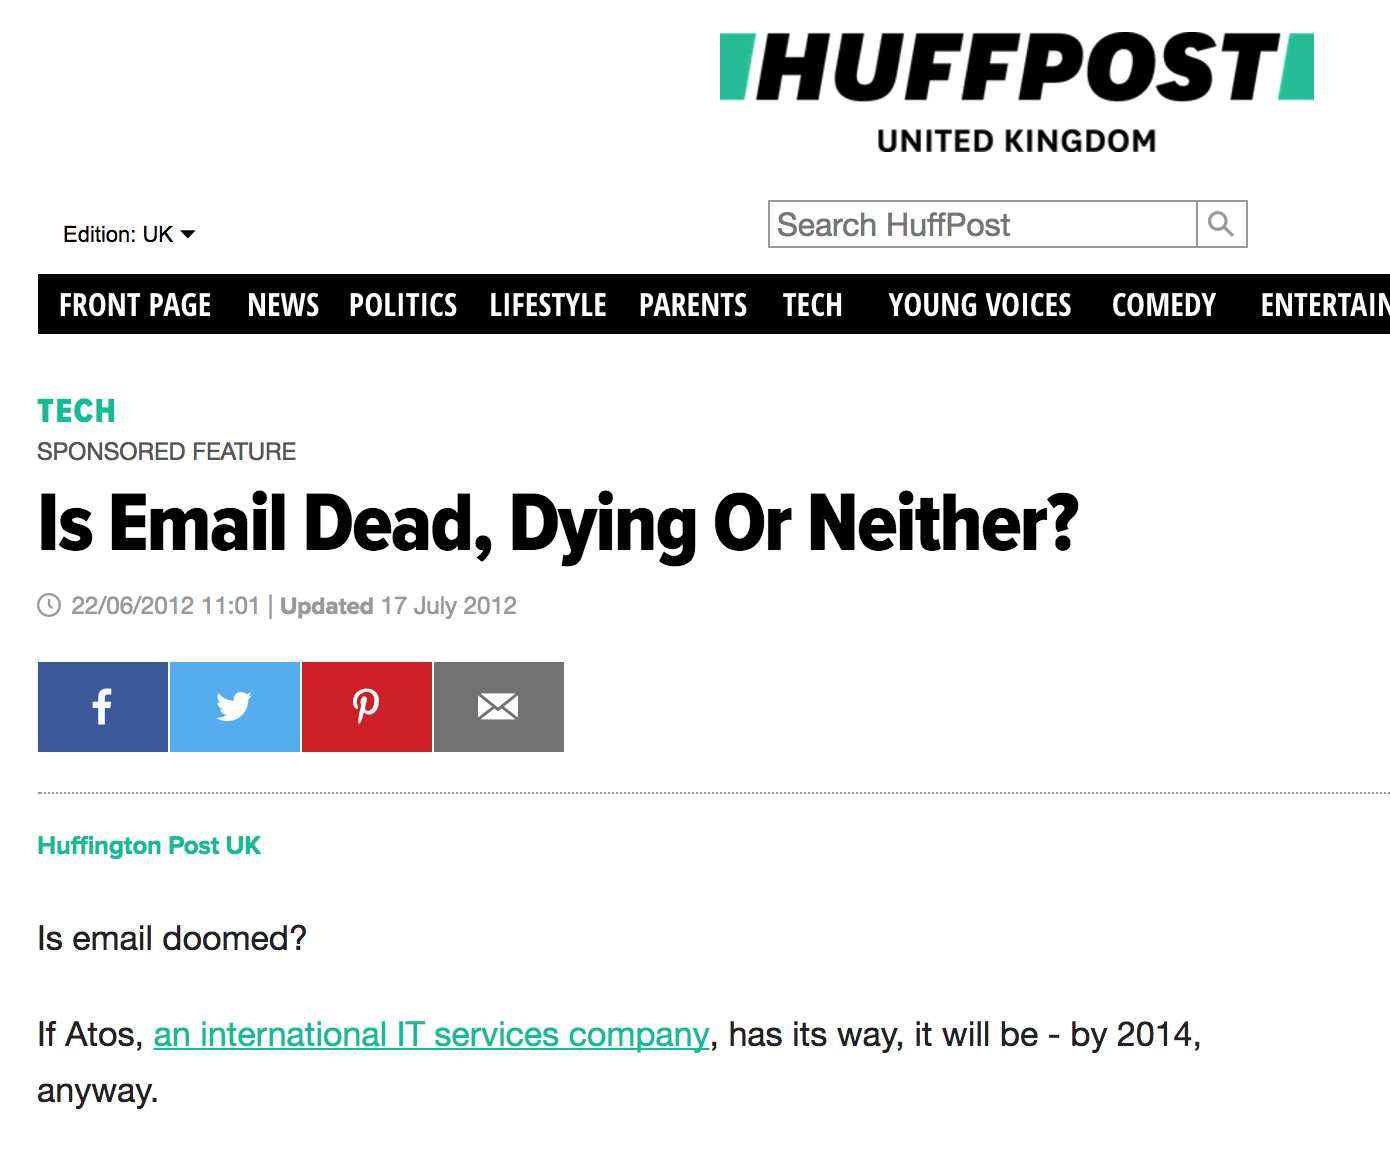 HUFFPOST
UNITED KINGDOM
Edition: UK
Search HuffPost
FRONT PAGE NEWS POLITICS LIFESTYLE PARENTS TECH YOUNG VOICES COMEDY ENTERTAIN
TECH
SPONSORED FEATURE
Is Email Dead, Dying Or Neither?
22/06/2012 11:01 | Updated 17 July 2012
Huffington Post UK
Is email doomed?
If Atos, an international IT services company, has its way, it will be - by 2014,
anyway.